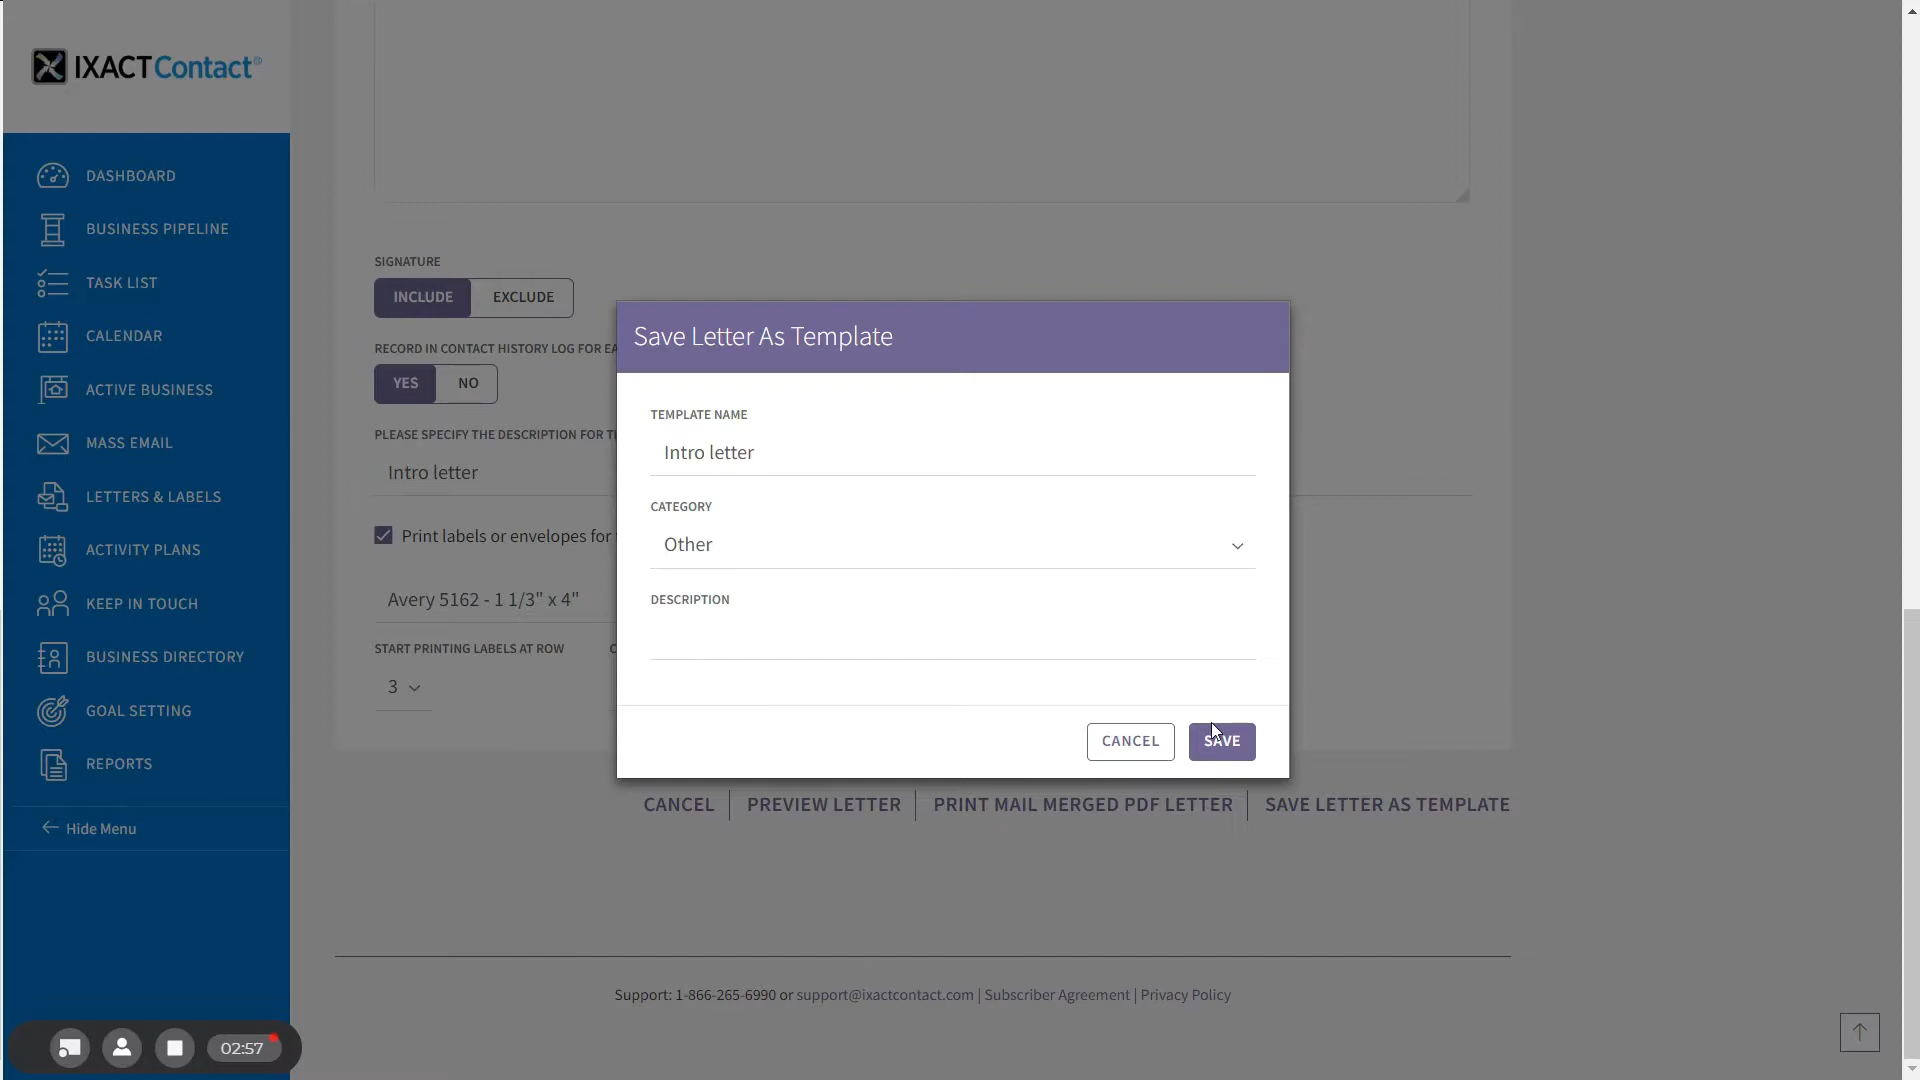 IXACTContact®
DASHBOARD
BUSINESS PIPELINE
TASK LIST
CALENDAR
ACTIVE BUSINESS
MASS EMAIL
LETTERS & LABELS
ACTIVITY PLANS
KEEP IN TOUCH
BUSINESS DIRECTORY
GOAL SETTING
REPORTS
Hide Menu
02:57
SIGNATURE
INCLUDE EXCLUDE
RECORD IN CONTACT HISTORY LOG FOR
YES NO
PLEASE SPECIFY THE DESCRIPTION FOR
Intro letter
Print labels or envelopes for
Avery 5162 - 1 1/3" x 4"
START PRINTING LABELS AT ROW
3
Save Letter As Template
TEMPLATE NAME
Intro letter
CATEGORY
Other
DESCRIPTION
CANCEL SAVE
CANCEL PREVIEW LETTER PRINT MAIL MERGED PDF LETTER SAVE LETTER AS TEMPLATE
Support: 1-866-265-6990 or support@ixactcontact.com | Subscriber Agreement | Privacy Policy